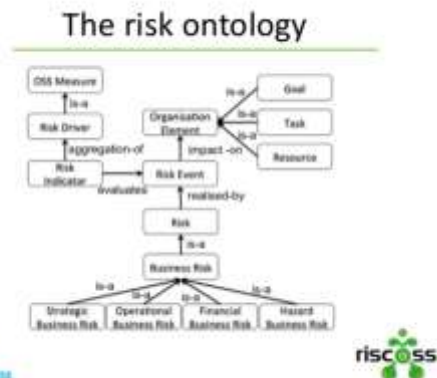 The risk ontology
OSS Measure
is-a
Goal
is-a
Risk Driver
Organisation
Element
is-a
Task
is-a
Resource
aggregation-of
impact -on
Risk
Indicator
evaluates
Risk Event
realised-by
Risk
is-a
Business Risk
is-a
is-a
is-a
is-a
Strategic
Business Risk
Operational
Business Risk
Financial
Business Risk
Hazard
Business Risk
riscoss